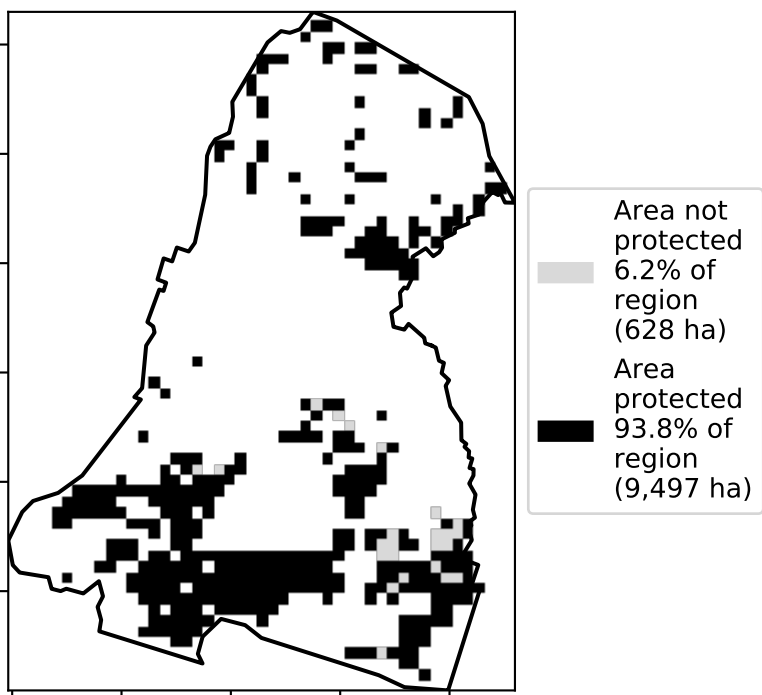 Area not
protected
6.2% of
region
(628 ha)
Area
protected
93.8% of
region
(9,497 ha)